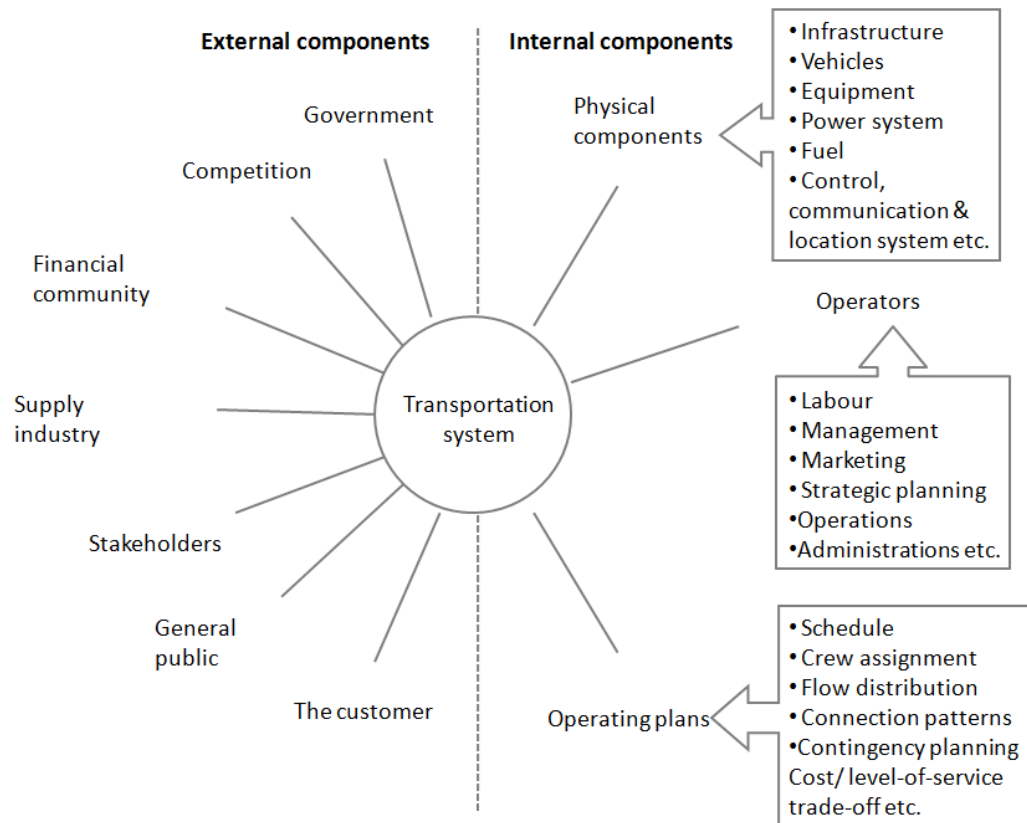 External components
Internal components
Government
Competition
Financial
community
Supply
industry
Stakeholders
General
public
The customer
Transportation
system
Physical
components
• Infrastructure
• Vehicles
• Equipment
• Power system
• Fuel
• Control,
communication &
location system etc.
Operators
• Labour
• Management
• Marketing
• Strategic planning
•Operations
•Administrations etc.
Operating plans
• Schedule
• Crew assignment
• Flow distribution
• Connection patterns
•Contingency planning
Cost/ level-of-service
trade-off etc.